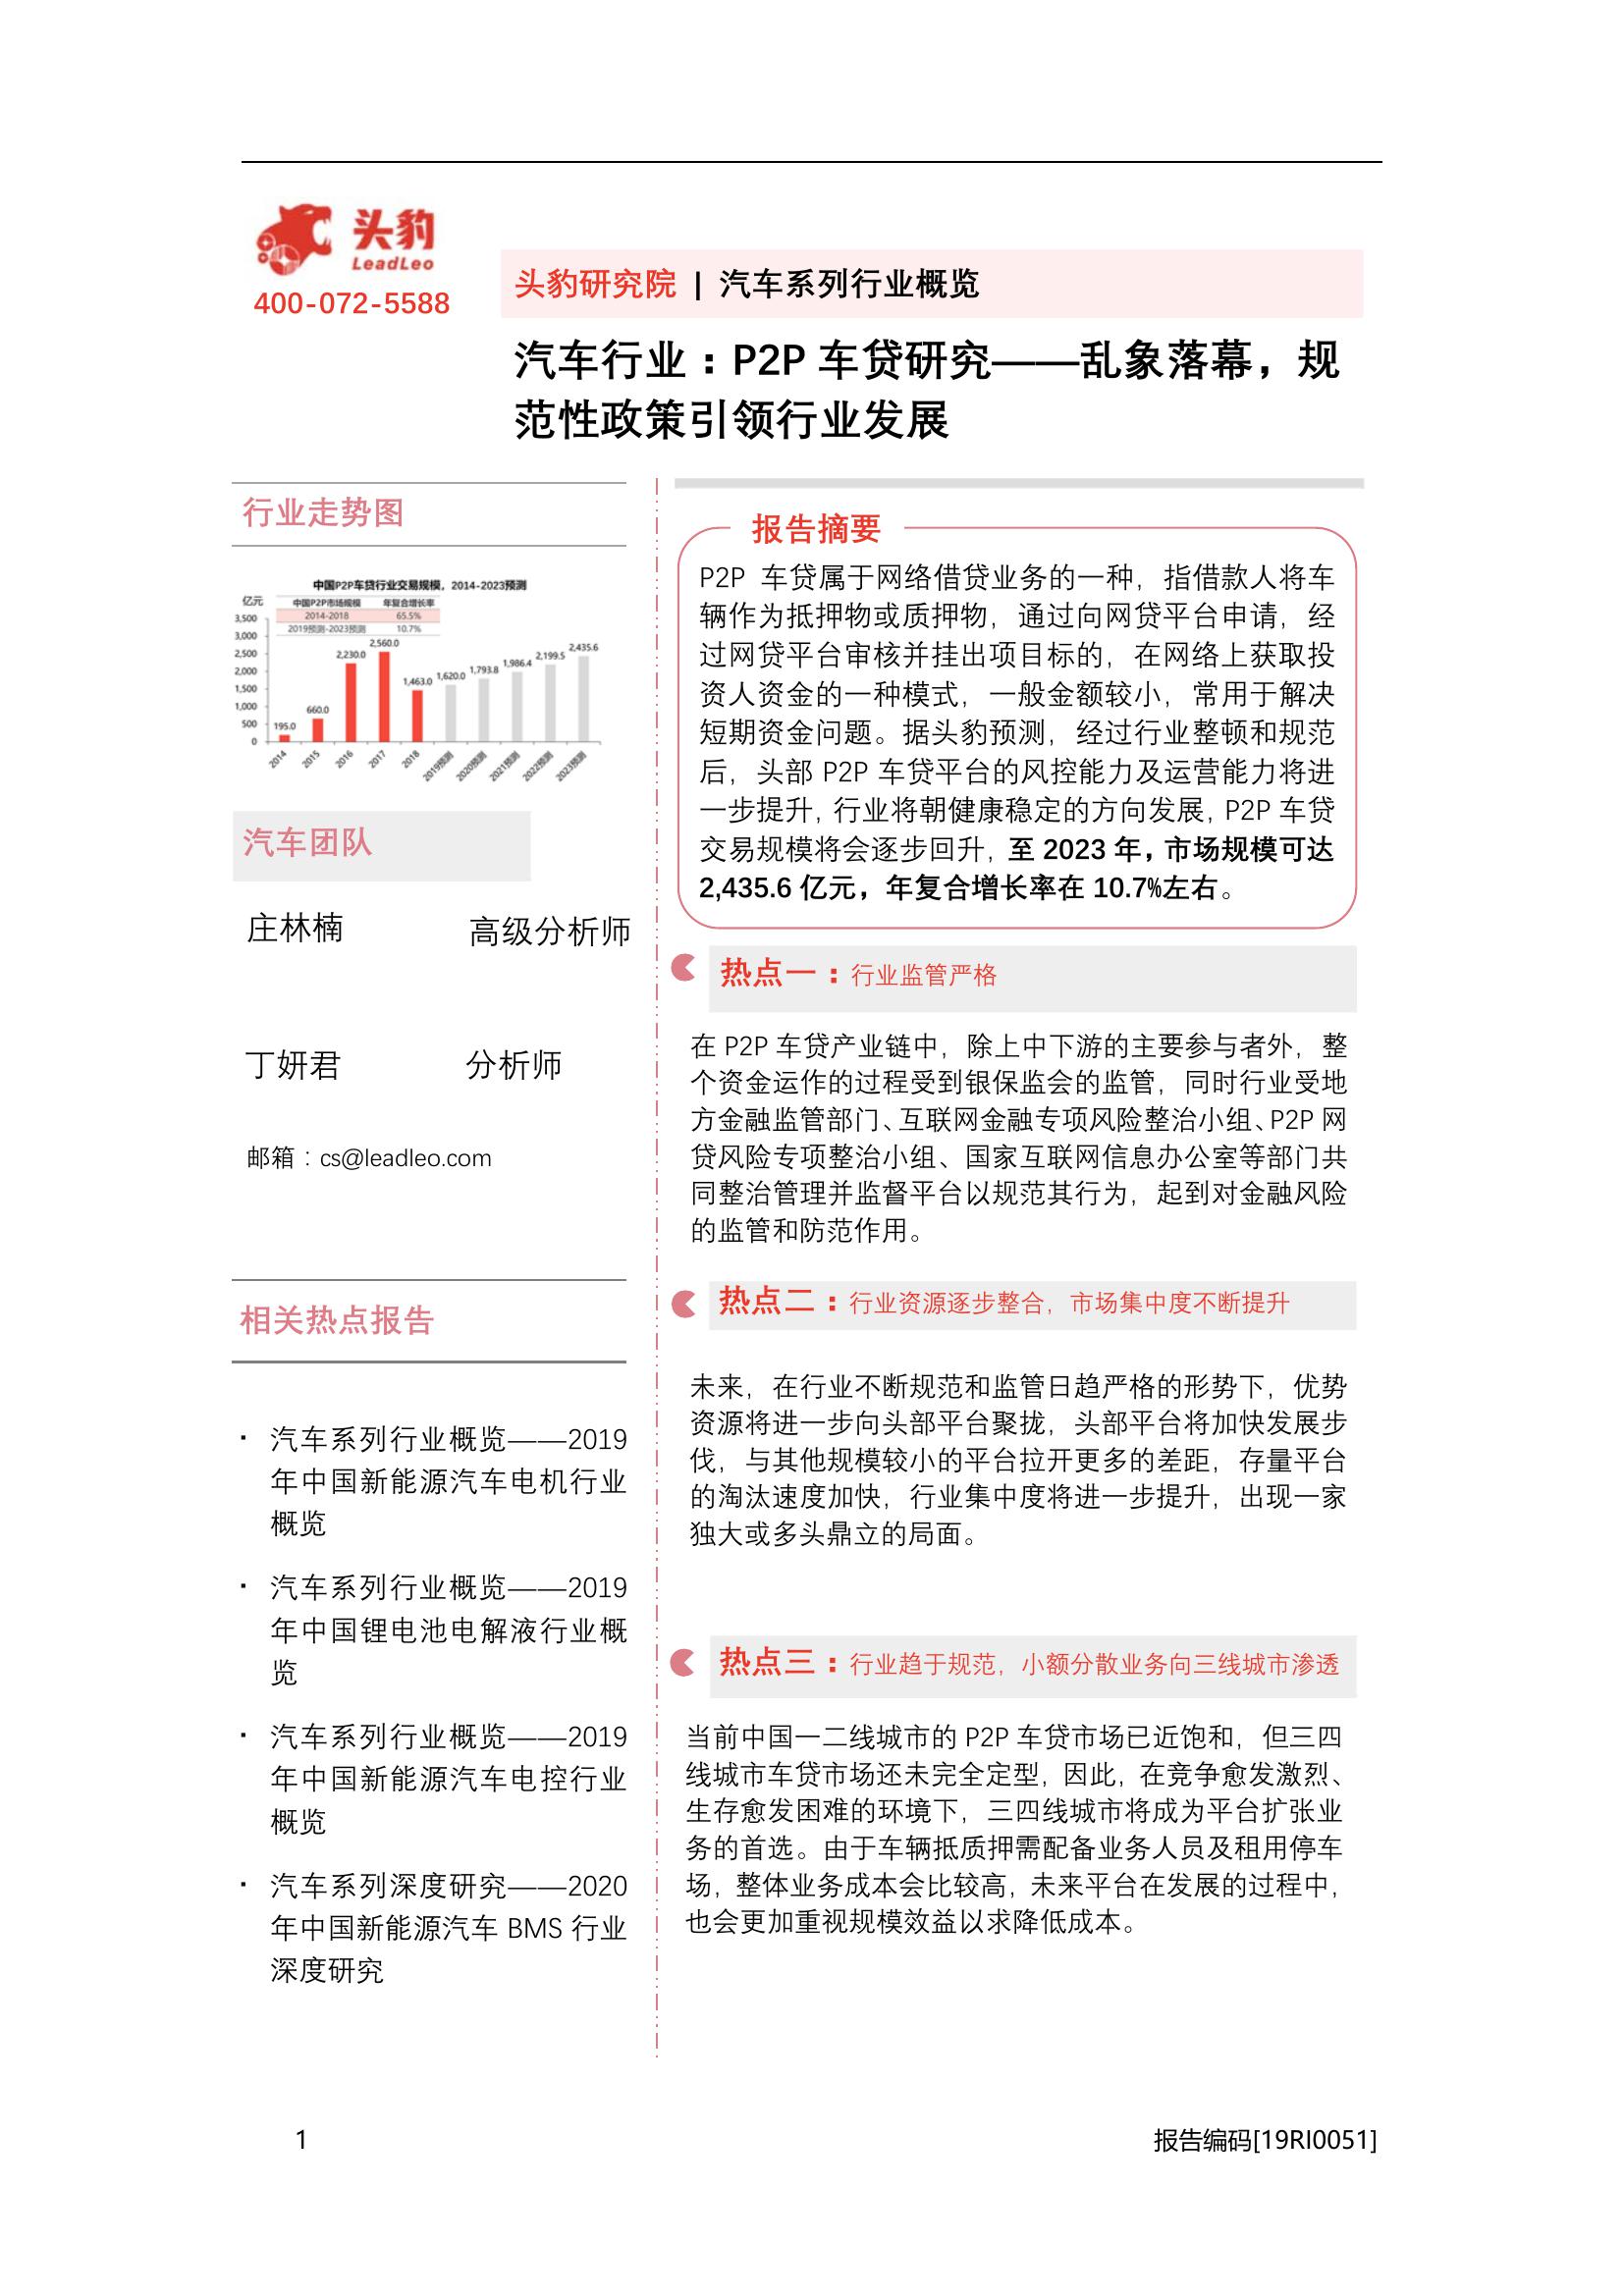 头豹
LeadLeo
400-072-5588
头豹研究院 | 汽车系列行业概览
汽车行业：P2P 车贷研究——乱象落幕，规
范性政策引领行业发展
行业走势图
中国P2P车贷行业交易规模，2014-2023预测
亿元
中国P2P市场规模 年复合增长率
2014-2018 65.5%
2019预测-2023预测 10.7%
3,500
3,000
2,500
2,000
1,500
1,000
500
0
195.0
660.0
2,230.0
2,560.0
1,463.0
1,620.0
1,793.8
1,986.4
2,199.5
2,435.6
2014
2015
2016
2017
2018
2019预测
2020预测
2021预测
2022预测
2023预测
汽车团队
庄林楠 高级分析师
丁妍君 分析师
邮箱：cs@leadleo.com
相关热点报告
· 汽车系列行业概览——2019
年中国新能源汽车电机行业
概览
· 汽车系列行业概览——2019
年中国锂电池电解液行业概
览
· 汽车系列行业概览——2019
年中国新能源汽车电控行业
概览
· 汽车系列深度研究——2020
年中国新能源汽车 BMS 行业
深度研究
报告摘要
P2P 车贷属于网络借贷业务的一种，指借款人将车
辆作为抵押物或质押物，通过向网贷平台申请，经
过网贷平台审核并挂出项目标的，在网络上获取投
资人资金的一种模式，一般金额较小，常用于解决
短期资金问题。据头豹预测，经过行业整顿和规范
后，头部 P2P 车贷平台的风控能力及运营能力将进
一步提升，行业将朝健康稳定的方向发展，P2P 车贷
交易规模将会逐步回升，至 2023 年，市场规模可达
2,435.6 亿元，年复合增长率在 10.7%左右。
热点一：行业监管严格
在 P2P 车贷产业链中，除上中下游的主要参与者外，整
个资金运作的过程受到银保监会的监管，同时行业受地
方金融监管部门、互联网金融专项风险整治小组、P2P 网
贷风险专项整治小组、国家互联网信息办公室等部门共
同整治管理并监督平台以规范其行为，起到对金融风险
的监管和防范作用。
热点二：行业资源逐步整合，市场集中度不断提升
未来，在行业不断规范和监管日趋严格的形势下，优势
资源将进一步向头部平台聚拢，头部平台将加快发展步
伐，与其他规模较小的平台拉开更多的差距，存量平台
的淘汰速度加快，行业集中度将进一步提升，出现一家
独大或多头鼎立的局面。
热点三：行业趋于规范，小额分散业务向三线城市渗透
当前中国一二线城市的 P2P 车贷市场已近饱和，但三四
线城市车贷市场还未完全定型，因此，在竞争愈发激烈、
生存愈发困难的环境下，三四线城市将成为平台扩张业
务的首选。由于车辆抵质押需配备业务人员及租用停车
场，整体业务成本会比较高，未来平台在发展的过程中，
也会更加重视规模效益以求降低成本。
1 报告编码[19RI0051]